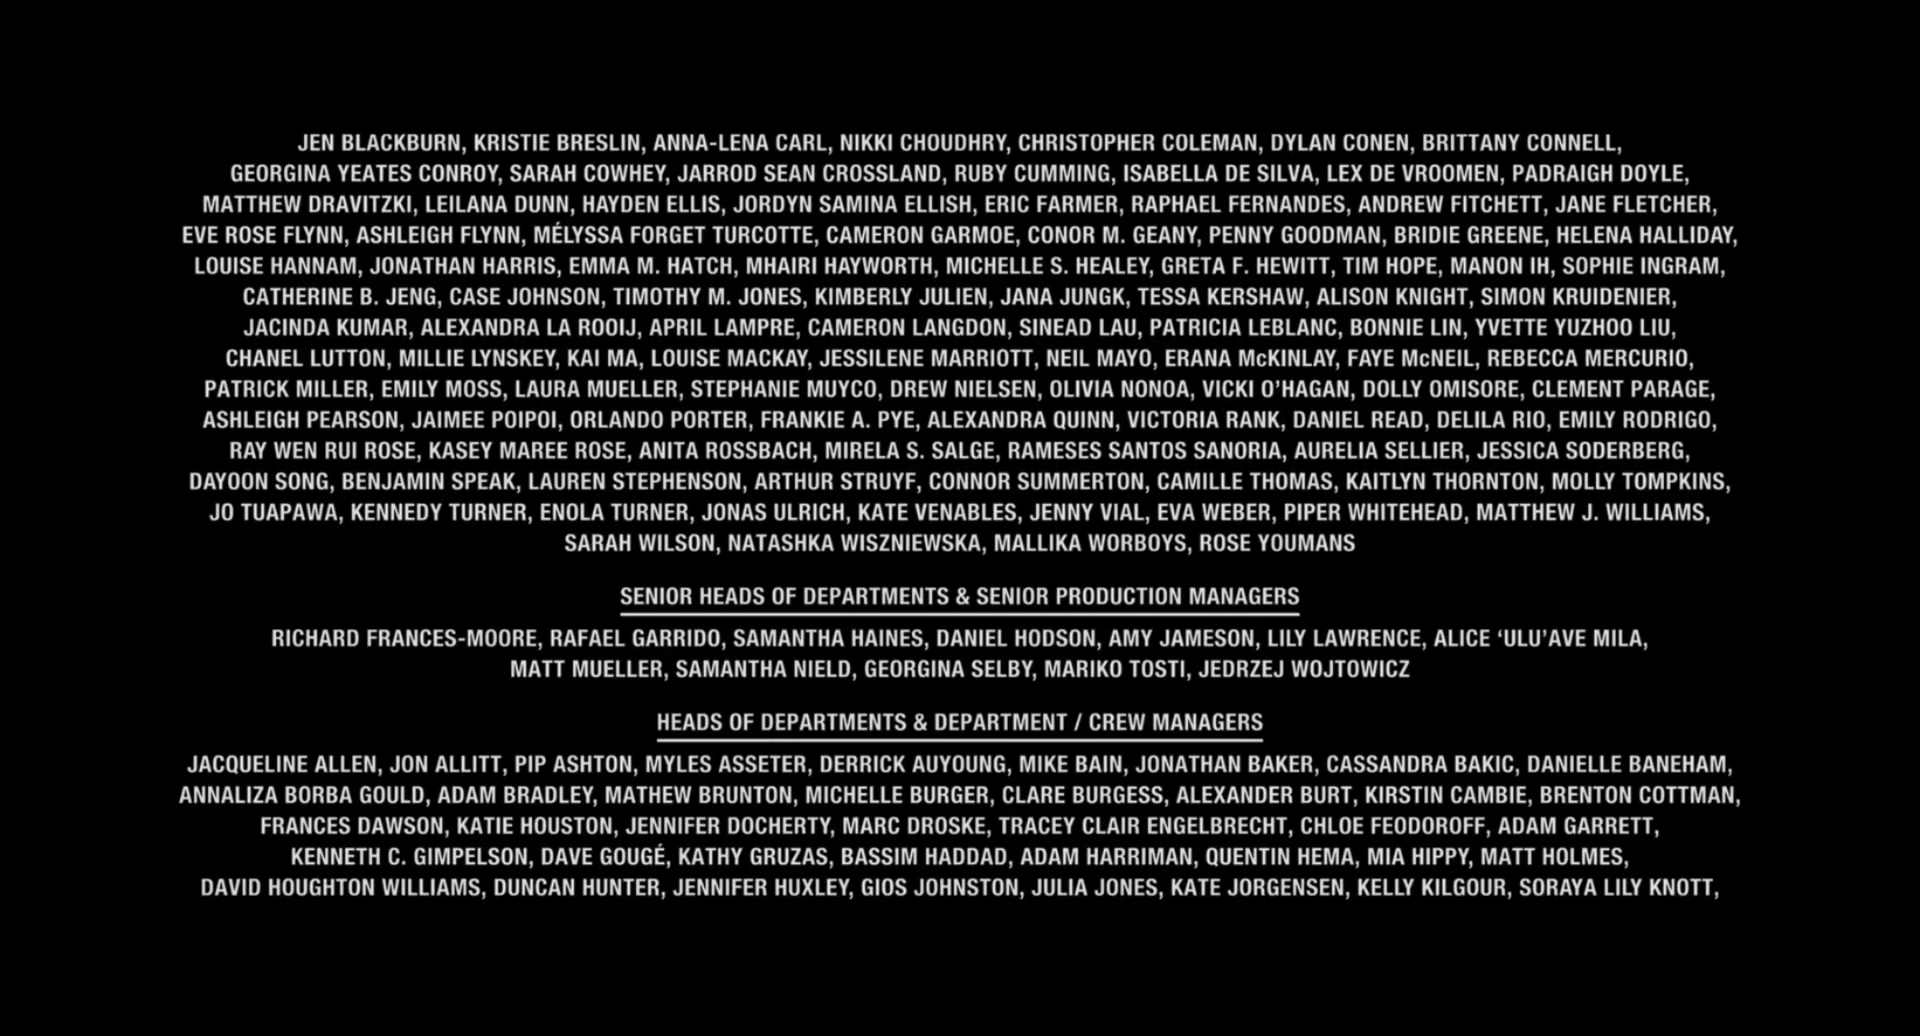 JEN BLACKBURN, KRISTIE BRESLIN, ANNA-LENA CARL, NIKKI CHOUDHRY, CHRISTOPHER COLEMAN, DYLAN CONEN, BRITTANY CONNELL,
GEORGINA YEATES CONROY, SARAH COWHEY, JARROD SEAN CROSSLAND, RUBY CUMMING, ISABELLA DE SILVA, LEX DE VROOMEN, PADRAIGH DOYLE,
MATTHEW DRAVITZKI, LEILANA DUNN, HAYDEN ELLIS, JORDYN SAMINA ELLISH, ERIC FARMER, RAPHAEL FERNANDES, ANDREW FITCHETT, JANE FLETCHER,
EVE ROSE FLYNN, ASHLEIGH FLYNN, MÉLYSSA FORGET TURCOTTE, CAMERON GARMOE, CONOR M. GEANY, PENNY GOODMAN, BRIDIE GREENE, HELENA HALLIDAY,
LOUISE HANNAM, JONATHAN HARRIS, EMMA M. HATCH, MHAIRI HAYWORTH, MICHELLE S. HEALEY, GRETA F. HEWITT, TIM HOPE, MANON IH, SOPHIE INGRAM,
CATHERINE B. JENG, CASE JOHNSON, TIMOTHY M. JONES, KIMBERLY JULIEN, JANA JUNGK, TESSA KERSHAW, ALISON KNIGHT, SIMON KRUIDENIER,
JACINDA KUMAR, ALEXANDRA LA ROOIJ, APRIL LAMPRE, CAMERON LANGDON, SINEAD LAU, PATRICIA LEBLANC, BONNIE LIN, YVETTE YUZHOO LIU,
CHANEL LUTTON, MILLIE LYNSKEY, KAI MA, LOUISE MACKAY, JESSILENE MARRIOTT, NEIL MAYO, ERANA McKINLAY, FAYE McNEIL, REBECCA MERCURIO,
PATRICK MILLER, EMILY MOSS, LAURA MUELLER, STEPHANIE MUYCO, DREW NIELSEN, OLIVIA NONOA, VICKI O’HAGAN, DOLLY OMISORE, CLEMENT PARAGE,
ASHLEIGH PEARSON, JAIMEE POIPOI, ORLANDO PORTER, FRANKIE A. PYE, ALEXANDRA QUINN, VICTORIA RANK, DANIEL READ, DELILA RIO, EMILY RODRIGO,
RAY WEN RUI ROSE, KASEY MAREE ROSE, ANITA ROSSBACH, MIRELA S. SALGE, RAMESES SANTOS SANORIA, AURELIA SELLIER, JESSICA SODERBERG,
DAYOON SONG, BENJAMIN SPEAK, LAUREN STEPHENSON, ARTHUR STRUYF, CONNOR SUMMERTON, CAMILLE THOMAS, KAITLYN THORNTON, MOLLY TOMPKINS,
JO TUAPAWA, KENNEDY TURNER, ENOLA TURNER, JONAS ULRICH, KATE VENABLES, JENNY VIAL, EVA WEBER, PIPER WHITEHEAD, MATTHEW J. WILLIAMS,
SARAH WILSON, NATASHKA WISZNIEWSKA, MALLIKA WORBOYS, ROSE YOUMANS
SENIOR HEADS OF DEPARTMENTS & SENIOR PRODUCTION MANAGERS
RICHARD FRANCES-MOORE, RAFAEL GARRIDO, SAMANTHA HAINES, DANIEL HODSON, AMY JAMESON, LILY LAWRENCE, ALICE ‘ULU’AVE MILA,
MATT MUELLER, SAMANTHA NIELD, GEORGINA SELBY, MARIKO TOSTI, JEDRZEJ WOJTOWICZ
HEADS OF DEPARTMENTS & DEPARTMENT / CREW MANAGERS
JACQUELINE ALLEN, JON ALLITT, PIP ASHTON, MYLES ASSETER, DERRICK AUYOUNG, MIKE BAIN, JONATHAN BAKER, CASSANDRA BAKIC, DANIELLE BANEHAM,
ANNALIZA BORBA GOULD, ADAM BRADLEY, MATHEW BRUNTON, MICHELLE BURGER, CLARE BURGESS, ALEXANDER BURT, KIRSTIN CAMBIE, BRENTON COTTMAN,
FRANCES DAWSON, KATIE HOUSTON, JENNIFER DOCHERTY, MARC DROSKE, TRACEY CLAIR ENGELBRECHT, CHLOE FEODOROFF, ADAM GARRETT,
KENNETH C. GIMPELSON, DAVE GOUGÉ, KATHY GRUZAS, BASSIM HADDAD, ADAM HARRIMAN, QUENTIN HEMA, MIA HIPPY, MATT HOLMES,
DAVID HOUGHTON WILLIAMS, DUNCAN HUNTER, JENNIFER HUXLEY, GIOS JOHNSTON, JULIA JONES, KATE JORGENSEN, KELLY KILGOUR, SORAYA LILY KNOTT,